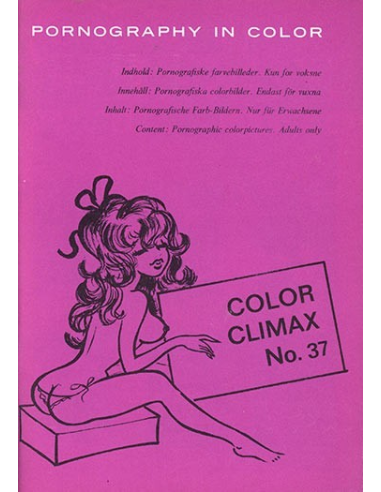 PORNOGRAPHY IN COLOR
Indhold: Pornografiske farvebilleder. Kun for voksne
Innehåll: Pornografiska colorbilder. Endast för vuxna
Inhalt: Pornografische Farb-Bildern. Nur für Erwachsene
Content: Pornographic colorpictures. Adults only
COLOR
CLIMAX
No. 37